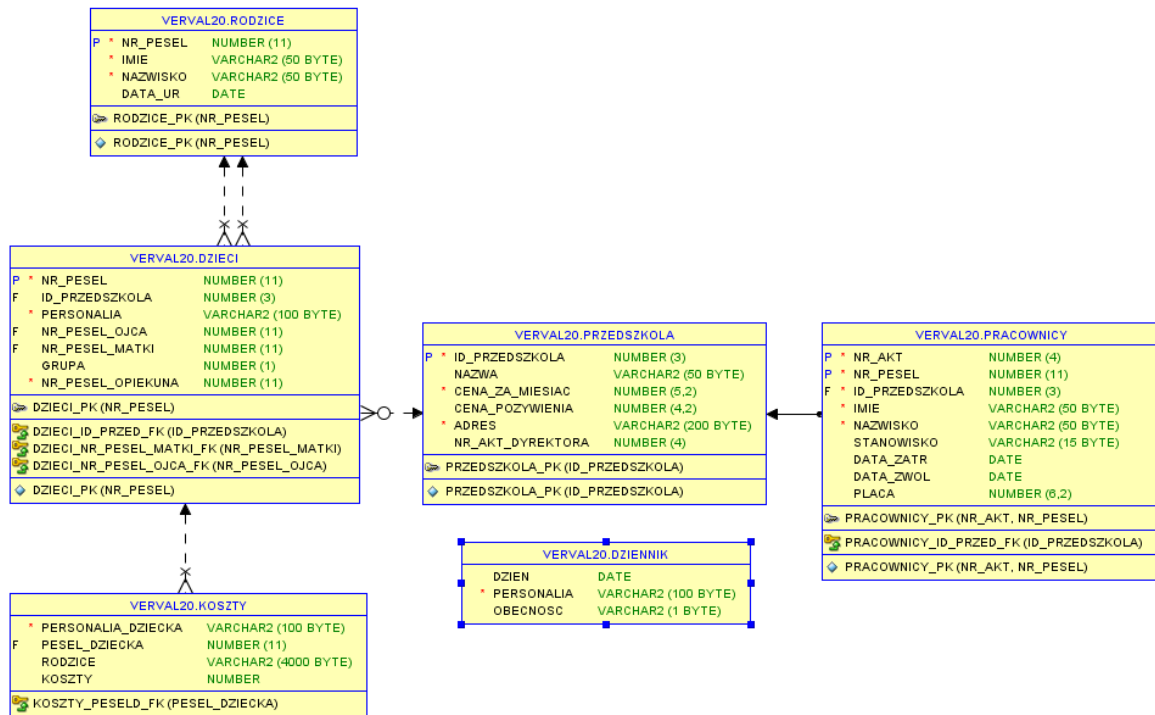 VERVAL20.RODZICE
P * NR_PESEL NUMBER (11)
* IMIE VARCHAR2 (50 BYTE)
* NAZWISKO VARCHAR2 (50 BYTE)
DATA_UR DATE
RODZICE_PK (NR_PESEL)
RODZICE_PK (NR_PESEL)
VERVAL20.DZIECI
P * NR_PESEL NUMBER (11)
F ID_PRZEDSZKOLA NUMBER (3)
* PERSONALIA VARCHAR2 (100 BYTE)
F NR_PESEL_OJCA NUMBER (11)
F NR_PESEL_MATKI NUMBER (11)
GRUPA NUMBER (1)
* NR_PESEL_OPIEKUNA NUMBER (11)
DZIECI_PK (NR_PESEL)
DZIECI_ID_PRZED_FK (ID_PRZEDSZKOLA)
DZIECI_NR_PESEL_MATKI_FK (NR_PESEL_MATKI)
DZIECI_NR_PESEL_OJCA_FK (NR_PESEL_OJCA)
DZIECI_PK (NR_PESEL)
VERVAL20.PRZEDSZKOLA
P * ID_PRZEDSZKOLA NUMBER (3)
NAZWA VARCHAR2 (50 BYTE)
* CENA_ZA_MIESIAC NUMBER (5,2)
CENA_POZYWIENIA NUMBER (4,2)
* ADRES VARCHAR2 (200 BYTE)
NR_AKT_DYREKTORA NUMBER (4)
PRZEDSZKOLA_PK (ID_PRZEDSZKOLA)
PRZEDSZKOLA_PK (ID_PRZEDSZKOLA)
VERVAL20.PRACOWNICY
P * NR_AKT NUMBER (4)
P * NR_PESEL NUMBER (11)
F * ID_PRZEDSZKOLA NUMBER (3)
* IMIE VARCHAR2 (50 BYTE)
* NAZWISKO VARCHAR2 (50 BYTE)
STANOWISKO VARCHAR2 (15 BYTE)
DATA_ZATR DATE
DATA_ZWOL DATE
PLACA NUMBER (6,2)
PRACOWNICY_PK (NR_AKT, NR_PESEL)
PRACOWNICY_ID_PRZED_FK (ID_PRZEDSZKOLA)
PRACOWNICY_PK (NR_AKT, NR_PESEL)
VERVAL20.DZIENNIK
DZIEN DATE
* PERSONALIA VARCHAR2 (100 BYTE)
OBECNOSC VARCHAR2 (1 BYTE)
VERVAL20.KOSZTY
* PERSONALIA_DZIECKA VARCHAR2 (100 BYTE)
F PESEL_DZIECKA NUMBER (11)
RODZICE VARCHAR2 (4000 BYTE)
KOSZTY NUMBER
KOSZTY_PESELD_FK (PESEL_DZIECKA)